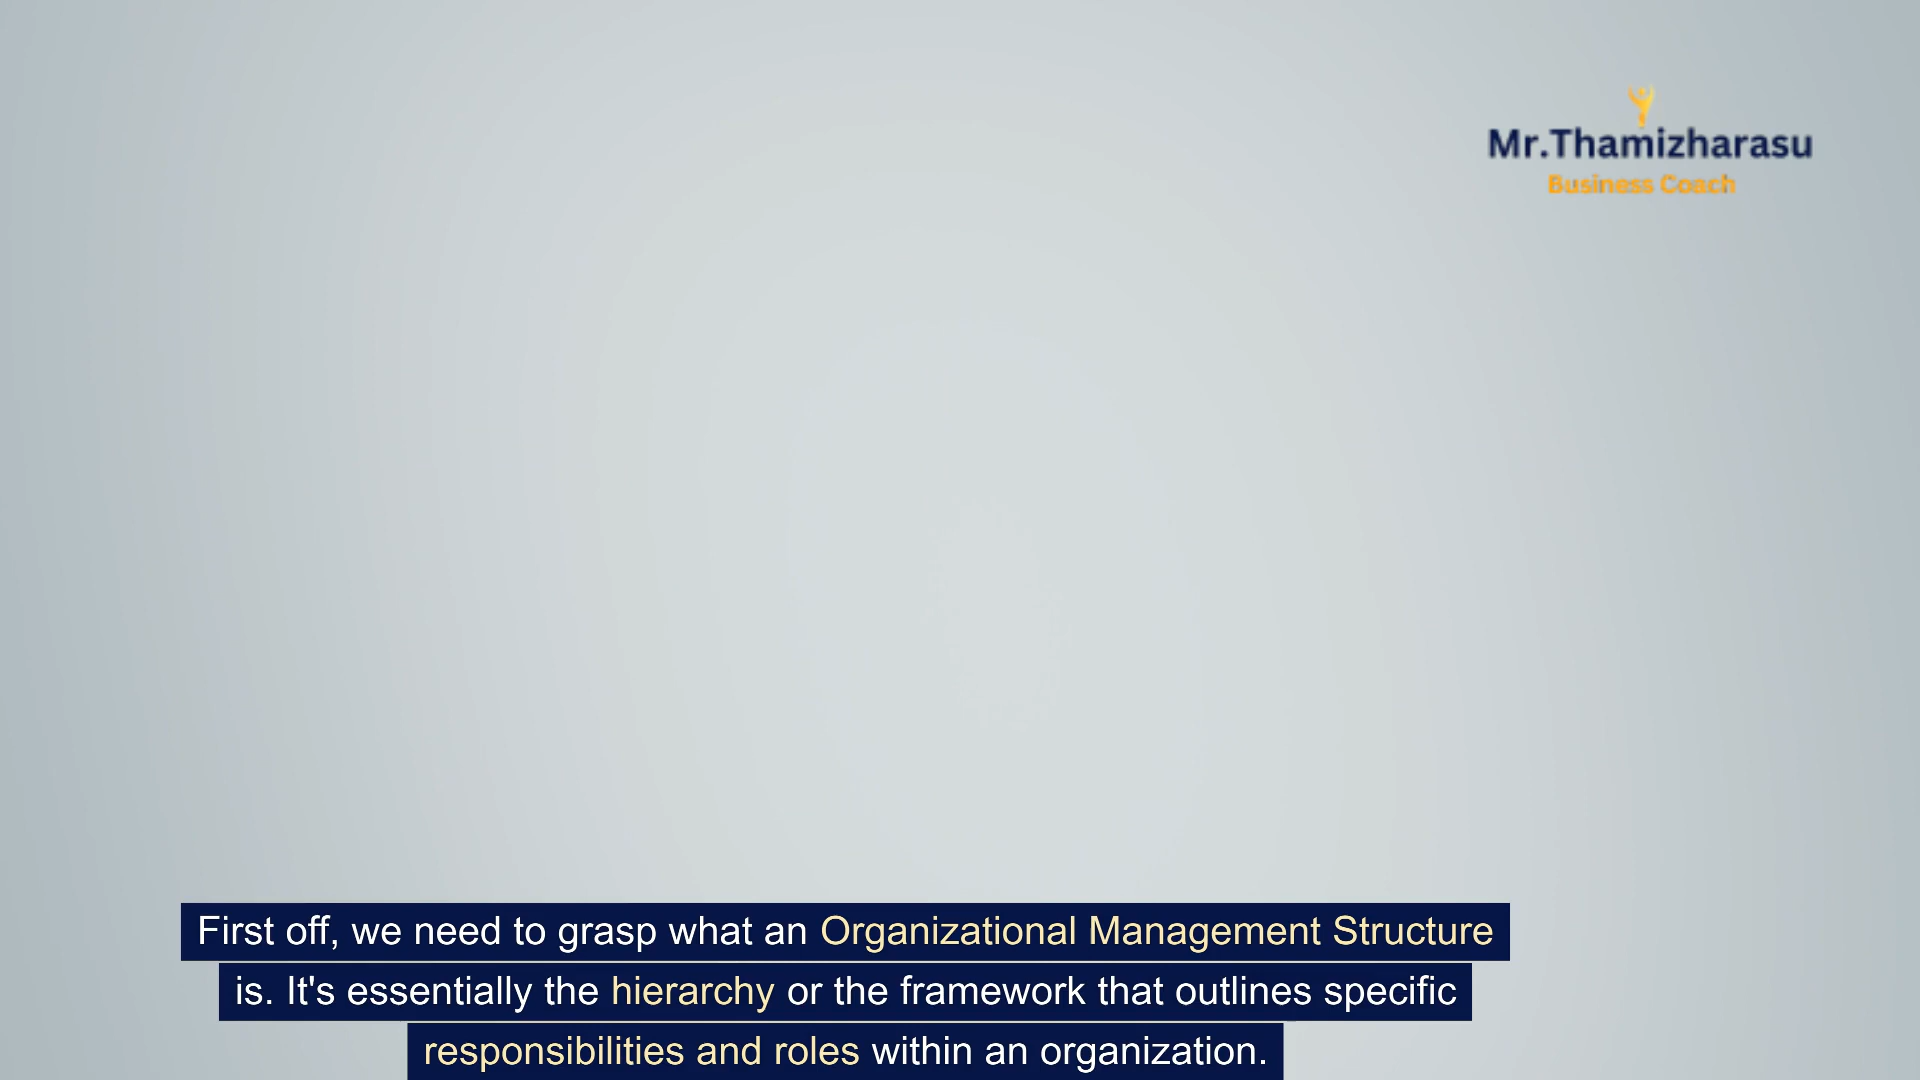 Mr.Thamizharasu
Business Coach
First off, we need to grasp what an Organizational Management Structure
is. It's essentially the hierarchy or the framework that outlines specific
responsibilities and roles within an organization.